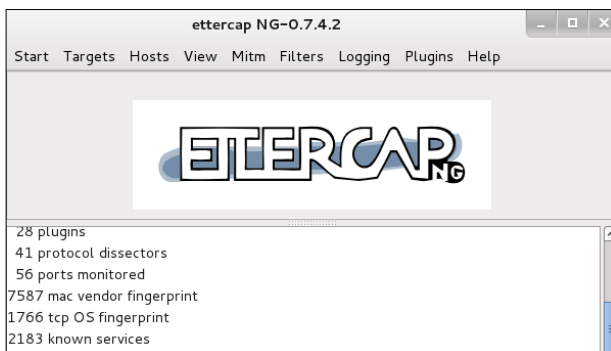 ettercap NG-0.7.4.2
Start Targets Hosts View Mitm Filters Logging Plugins Help
ETTERCAP
NG
28 plugins
41 protocol dissectors
56 ports monitored
7587 mac vendor fingerprint
1766 tcp OS fingerprint
2183 known services